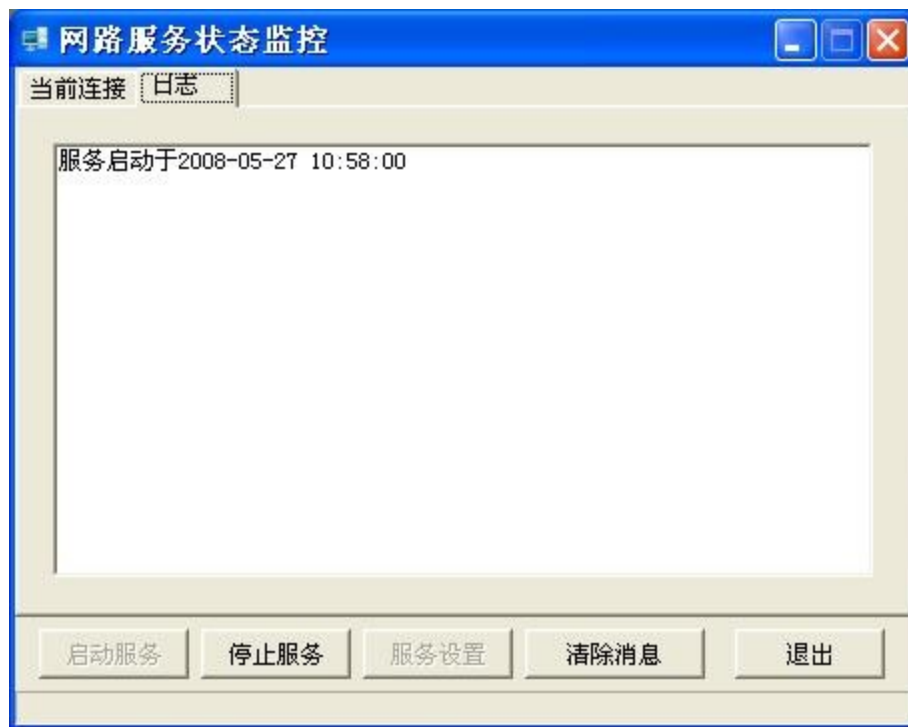 网路服务状态监控
当前连接 日志
服务启动于2008-05-27 10:58:00
启动服务 停止服务 服务设置 清除消息 退出